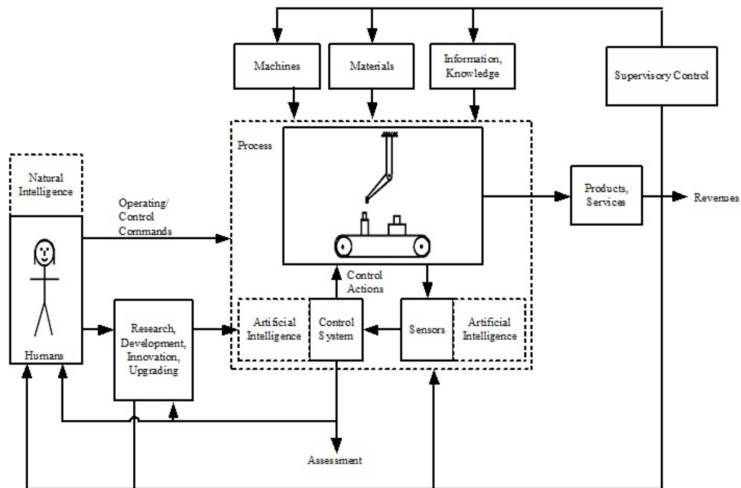 Machines
Materials
Information,
Knowledge
Supervisory Control
Process
Natural
Intelligence
Operating/
Control
Commands
Products,
Services
Revenues
Control
Actions
Humans
Research,
Development,
Innovation,
Upgrading
Artificial
Intelligence
Control
System
Sensors
Artificial
Intelligence
Assessment